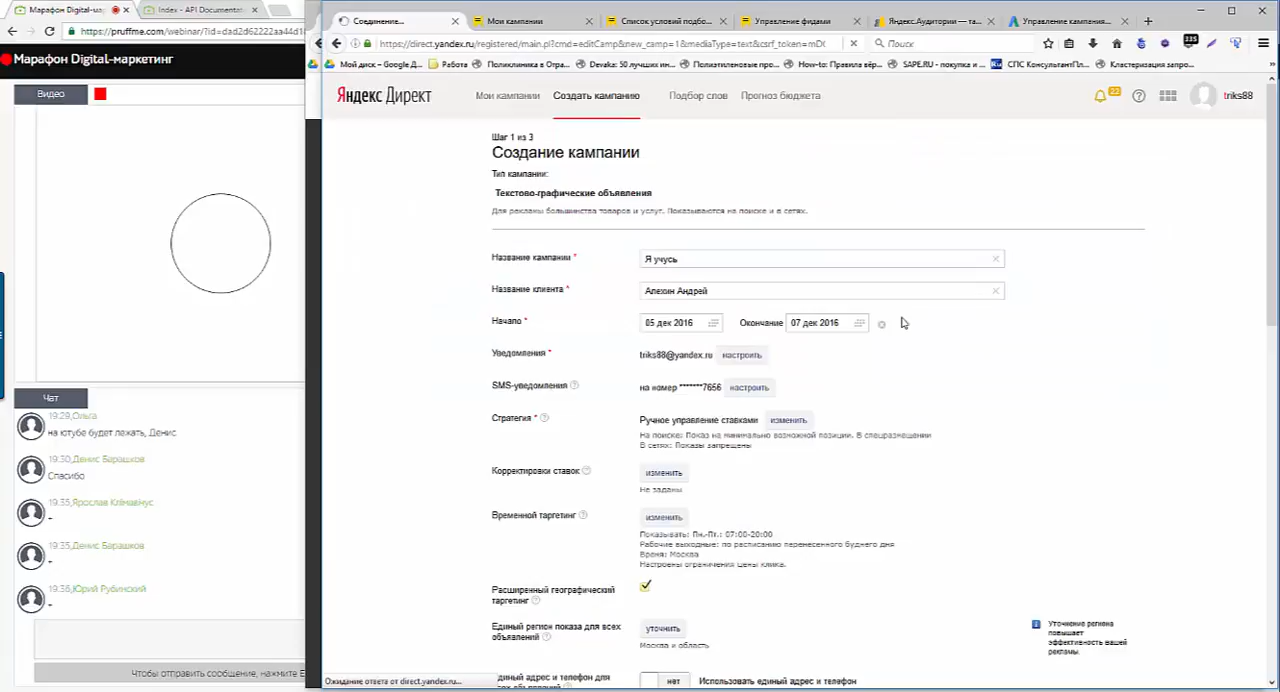 Марафон Digital-ма
Index - API Documentat
https://pruffme.com/webinar/?id=dad2d62222aa44d1
Марафон Digital-маркетинг
Видео
Чат
19:29,Ольга
на ютубе будет лежать, Денис
19:30,Денис Барашков
Спасибо
19:35,Ярослав Клімавічус
-
19:35,Денис Барашков
-
19:36,Юрий Рубинский
-
Чтобы отправить сообщение, нажмите E
Соединение...
Мои кампании
Список условий подбо...
Управление фидами
Яндекс.Аудитории — та...
Управление кампания...
https://direct.yandex.ru/registered/main.pl?cmd=editCamp&new_camp=1&mediaType=text&csrf_token=mD
Поиск
235
Мой диск – Google Д...
Работа
Поликлиника в Отра...
Devaka: 50 лучших ин...
Полиэтиленовые про...
How-to: Правила вёр...
SAPE.RU - покупка и ...
СПС КонсультантПл...
Кластеризация запро...
Яндекс Директ
Мои кампании
Создать кампанию
Подбор слов
Прогноз бюджета
22
triks88
Шаг 1 из 3
Создание кампании
Тип кампании:
Текстово-графические объявления
Для рекламы большинства товаров и услуг. Показываются на поиске и в сетях.
Название кампании *
Я учусь
Название клиента *
Алехин Андрей
Начало *
05 дек 2016
Окончание
07 дек 2016
Уведомления *
triks88@yandex.ru
настроить
SMS-уведомления
на номер *******7656
настроить
Стратегия *
Ручное управление ставками
изменить
На поиске: Показ на минимально возможной позиции. В спецразмещении
В сетях: Показы запрещены
Корректировки ставок
изменить
Не заданы
Временной таргетинг
изменить
Показывать: Пн.-Пт.: 07:00-20:00
Рабочие выходные: по расписанию перенесенного буднего дня
Время: Москва
Настроены ограничения цены клика.
Расширенный географический
таргетинг
Единый регион показа для всех
объявлений
уточнить
Москва и область
Уточнение региона
повышает
эффективность вашей
рекламы.
диный адрес и телефон для
нет
Использовать единый адрес и телефон
Ожидание ответа от direct.yandex.ru...